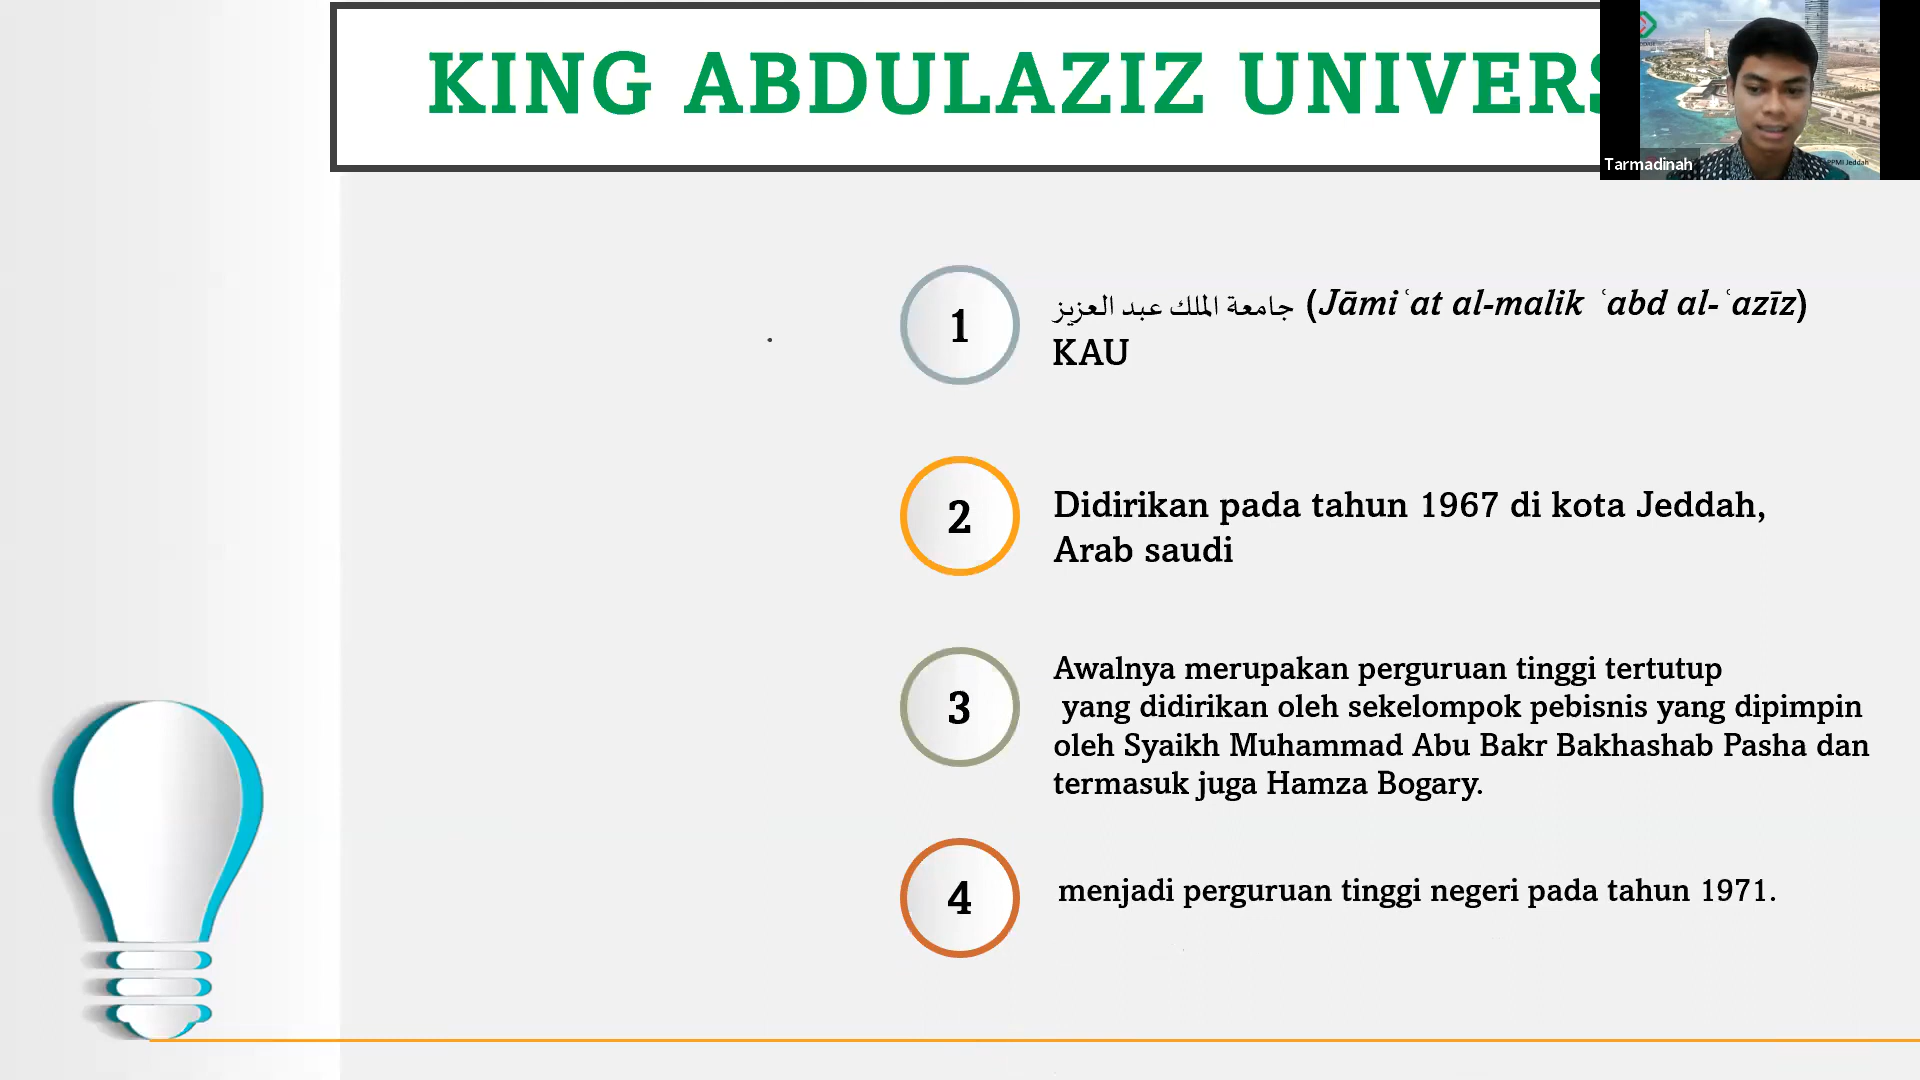 KING ABDULAZIZ UNIVERS
Tarmadinah
PPMI Jeddah
1
جامعة الملك عبد العزيز (Jāmiʿat al-malik ʿabd al-ʿazīz)
KAU
2
Didirikan pada tahun 1967 di kota Jeddah,
Arab saudi
3
Awalnya merupakan perguruan tinggi tertutup
yang didirikan oleh sekelompok pebisnis yang dipimpin
oleh Syaikh Muhammad Abu Bakr Bakhashab Pasha dan
termasuk juga Hamza Bogary.
4
menjadi perguruan tinggi negeri pada tahun 1971.